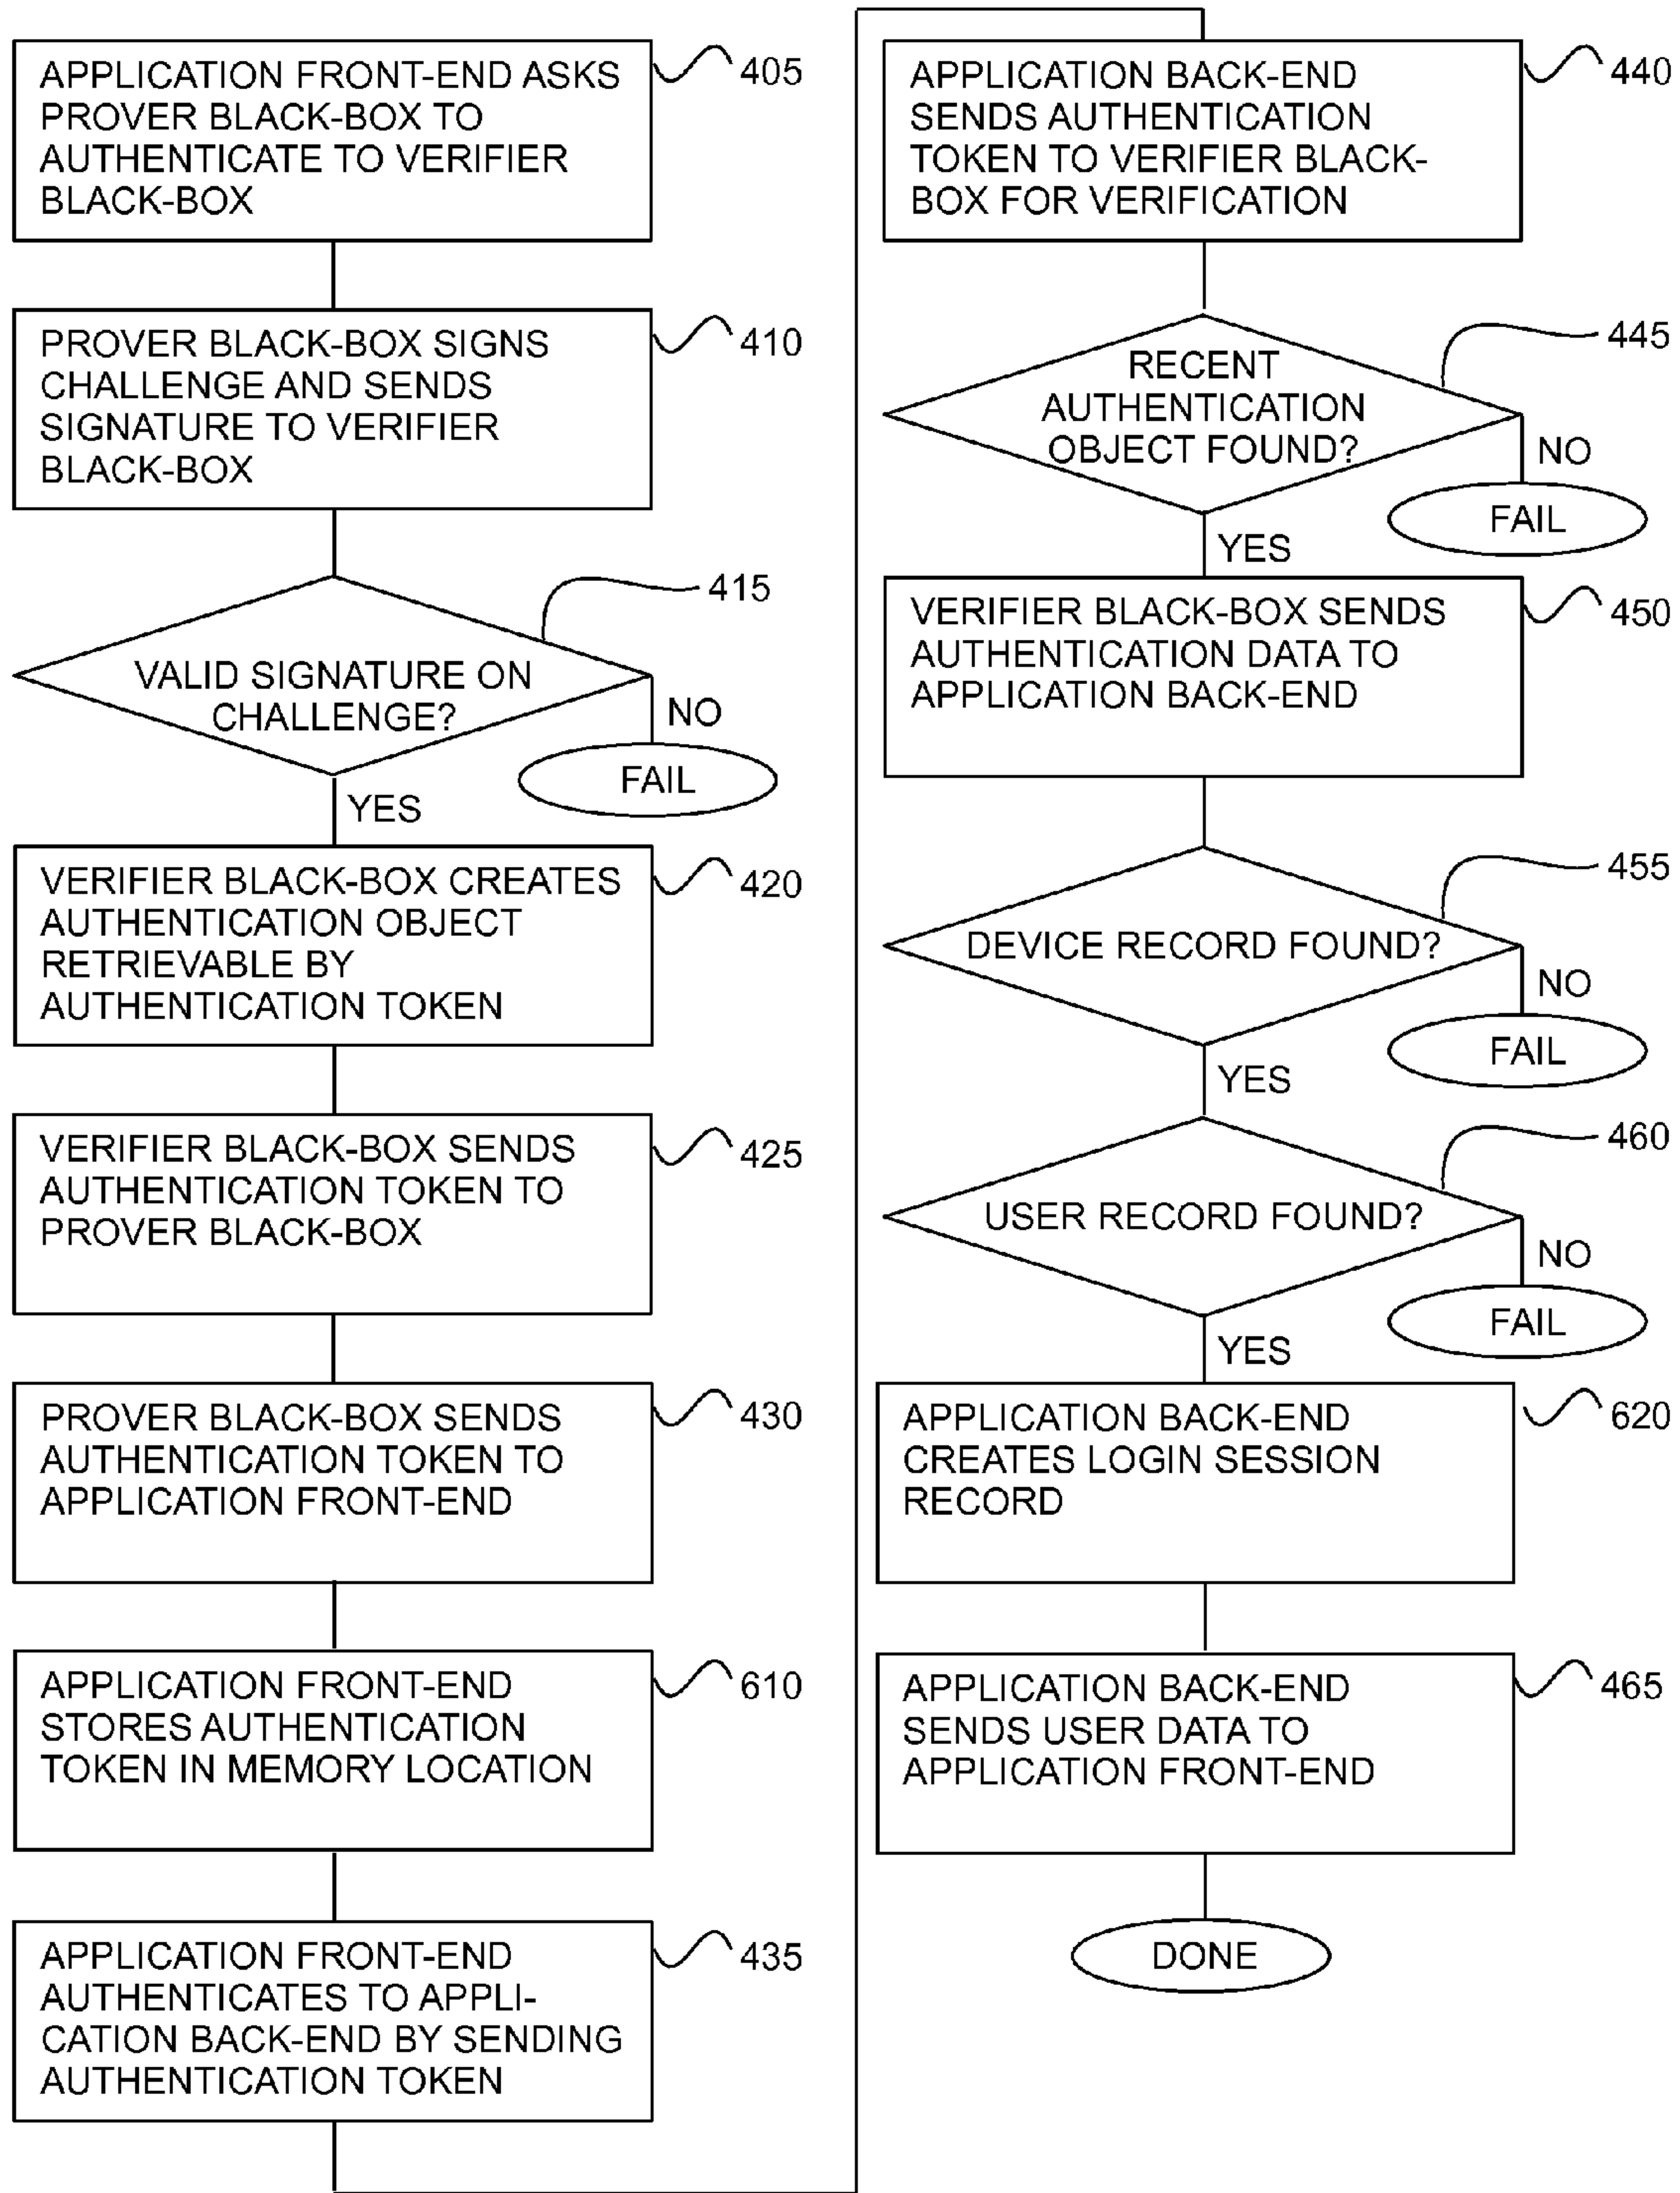 APPLICATION FRONT-END ASKS
PROVER BLACK-BOX TO
AUTHENTICATE TO VERIFIER
BLACK-BOX
405
PROVER BLACK-BOX SIGNS
CHALLENGE AND SENDS
SIGNATURE TO VERIFIER
BLACK-BOX
410
415
VALID SIGNATURE ON
CHALLENGE?
NO
FAIL
YES
VERIFIER BLACK-BOX CREATES
AUTHENTICATION OBJECT
RETRIEVABLE BY
AUTHENTICATION TOKEN
420
VERIFIER BLACK-BOX SENDS
AUTHENTICATION TOKEN TO
PROVER BLACK-BOX
425
PROVER BLACK-BOX SENDS
AUTHENTICATION TOKEN TO
APPLICATION FRONT-END
430
APPLICATION FRONT-END
STORES AUTHENTICATION
TOKEN IN MEMORY LOCATION
610
APPLICATION FRONT-END
AUTHENTICATES TO APPLI-
CATION BACK-END BY SENDING
AUTHENTICATION TOKEN
435
APPLICATION BACK-END
SENDS AUTHENTICATION
TOKEN TO VERIFIER BLACK-
BOX FOR VERIFICATION
440
445
RECENT
AUTHENTICATION
OBJECT FOUND?
NO
FAIL
YES
VERIFIER BLACK-BOX SENDS
AUTHENTICATION DATA TO
APPLICATION BACK-END
450
455
DEVICE RECORD FOUND?
NO
FAIL
YES
460
USER RECORD FOUND?
NO
FAIL
YES
APPLICATION BACK-END
CREATES LOGIN SESSION
RECORD
620
APPLICATION BACK-END
SENDS USER DATA TO
APPLICATION FRONT-END
465
DONE